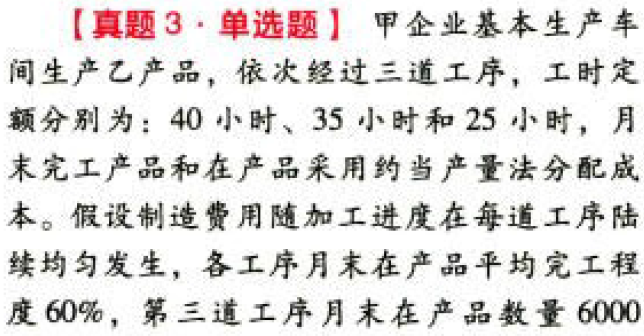 【真题3·单选题】 甲企业基本生产车
间生产乙产品，依次经过三道工序，工时定
额分别为：40 小时、35 小时和 25 小时，月
末完工产品和在产品采用约当产量法分配成
本。假设制造费用随加工进度在每道工序陆
续均匀发生，各工序月末在产品平均完工程
度 60%，第三道工序月末在产品数量 6000